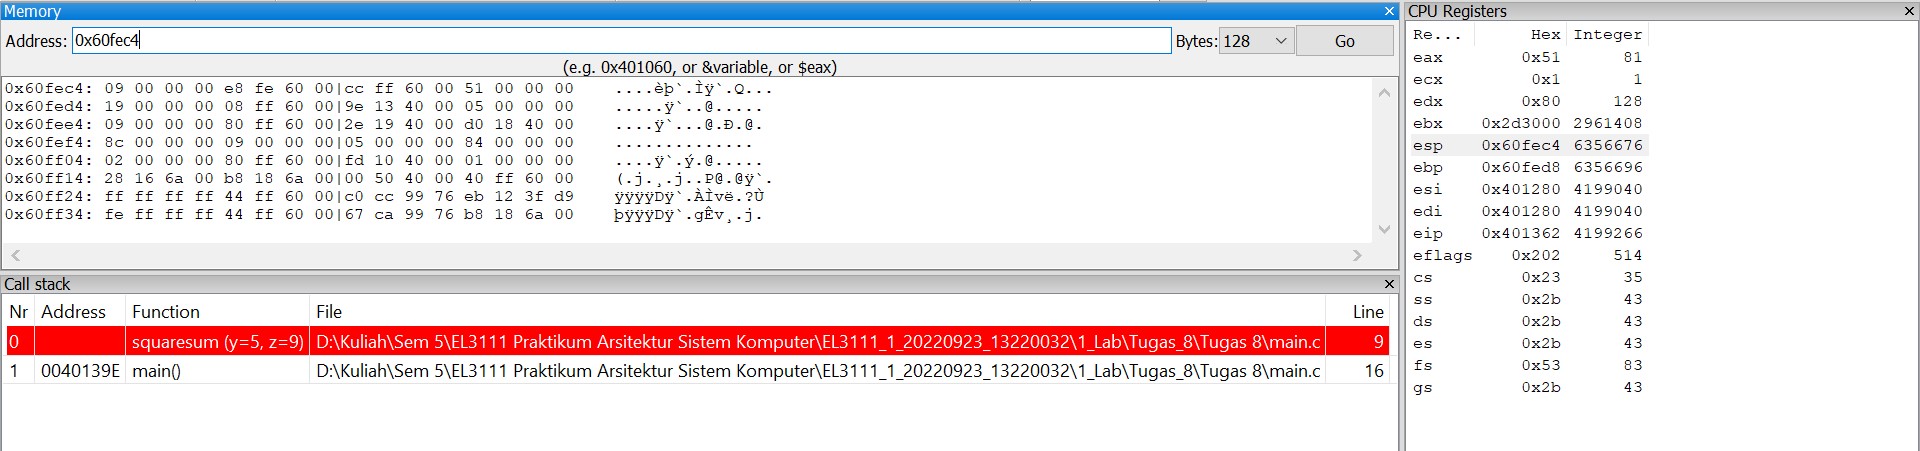 Memory
Address: 0x60fec4 Bytes: 128 Go
(e.g. 0x401060, or &variable, or $eax)
0x60fec4: 09 00 00 00 e8 fe 60 00|cc ff 60 00 51 00 00 00 ....èþ`.Ìÿ`.Q...
0x60fed4: 19 00 00 00 08 ff 60 00|9e 13 40 00 05 00 00 00 .....ÿ`...@.....
0x60fee4: 09 00 00 00 80 ff 60 00|2e 19 40 00 d0 18 40 00 ....ÿ`...@.Ð.@.
0x60fef4: 8c 00 00 00 09 00 00 00|05 00 00 00 84 00 00 00 ..............
0x60ff04: 02 00 00 00 80 ff 60 00|fd 10 40 00 01 00 00 00 ....ÿ`.ý.@.....
0x60ff14: 28 16 6a 00 b8 18 6a 00|00 50 40 00 40 ff 60 00 (.j.¸.j..P@.@ÿ`.
0x60ff24: ff ff ff ff 44 ff 60 00|c0 cc 99 76 eb 12 3f d9 ÿÿÿÿDÿ`.ÀÌvë.?Ù
0x60ff34: fe ff ff ff 44 ff 60 00|67 ca 99 76 b8 18 6a 00 þÿÿÿDÿ`.gÊv¸.j.
Call stack
Nr Address Function File Line
0 squaresum (y=5, z=9) D:\Kuliah\Sem 5\EL3111 Praktikum Arsitektur Sistem Komputer\EL3111_1_20220923_13220032\1_Lab\Tugas_8\Tugas 8\main.c 9
1 0040139E main() D:\Kuliah\Sem 5\EL3111 Praktikum Arsitektur Sistem Komputer\EL3111_1_20220923_13220032\1_Lab\Tugas_8\Tugas 8\main.c 16
CPU Registers
Re... Hex Integer
eax 0x51 81
ecx 0x1 1
edx 0x80 128
ebx 0x2d3000 2961408
esp 0x60fec4 6356676
ebp 0x60fed8 6356696
esi 0x401280 4199040
edi 0x401280 4199040
eip 0x401362 4199266
eflags 0x202 514
cs 0x23 35
ss 0x2b 43
ds 0x2b 43
es 0x2b 43
fs 0x53 83
gs 0x2b 43